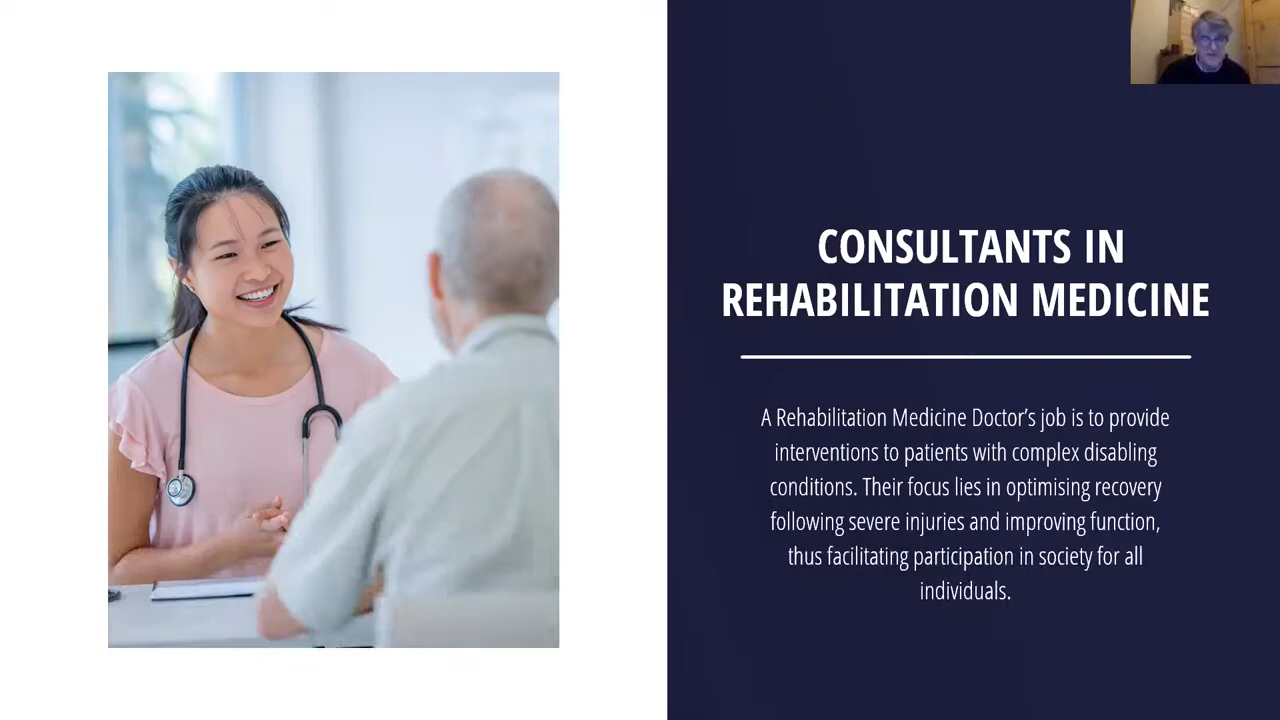 CONSULTANTS IN
REHABILITATION MEDICINE
A Rehabilitation Medicine Doctor’s job is to provide
interventions to patients with complex disabling
conditions. Their focus lies in optimising recovery
following severe injuries and improving function,
thus facilitating participation in society for all
individuals.